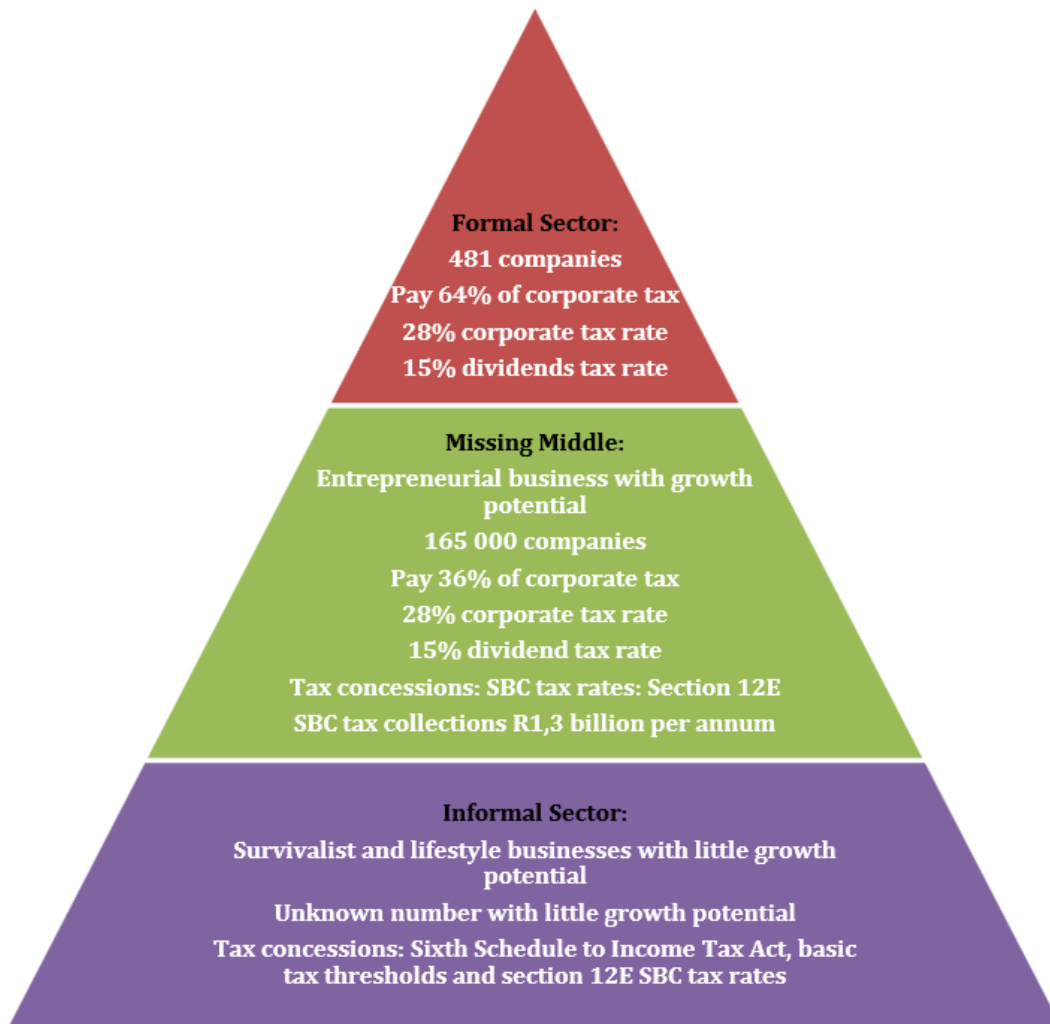 Formal Sector:
481 companies
Pay 64% of corporate tax
28% corporate tax rate
15% dividends tax rate
Missing Middle:
Entrepreneurial business with growth
potential
165 000 companies
Pay 36% of corporate tax
28% corporate tax rate
15% dividend tax rate
Tax concessions: SBC tax rates: Section 12E
SBC tax collections R1,3 billion per annum
Informal Sector:
Survivalist and lifestyle businesses with little growth
potential
Unknown number with little growth potential
Tax concessions: Sixth Schedule to Income Tax Act, basic
tax thresholds and section 12E SBC tax rates